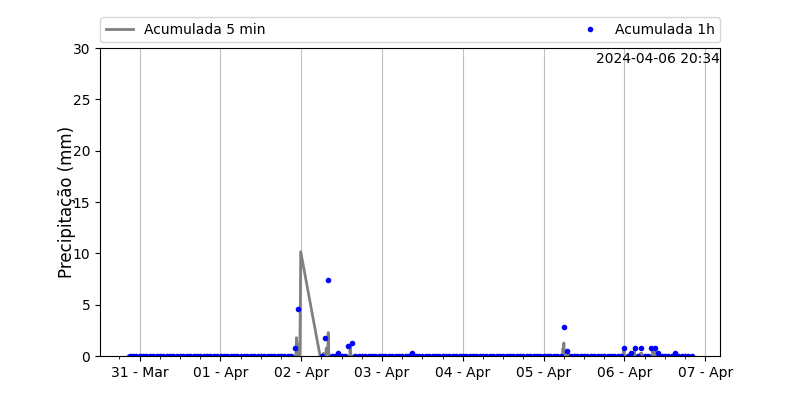 Acumulada 5 min
Acumulada 1h
2024-04-06 20:34
Precipitação (mm)
30
25
20
15
10
5
0
31 - Mar
01 - Apr
02 - Apr
03 - Apr
04 - Apr
05 - Apr
06 - Apr
07 - Apr